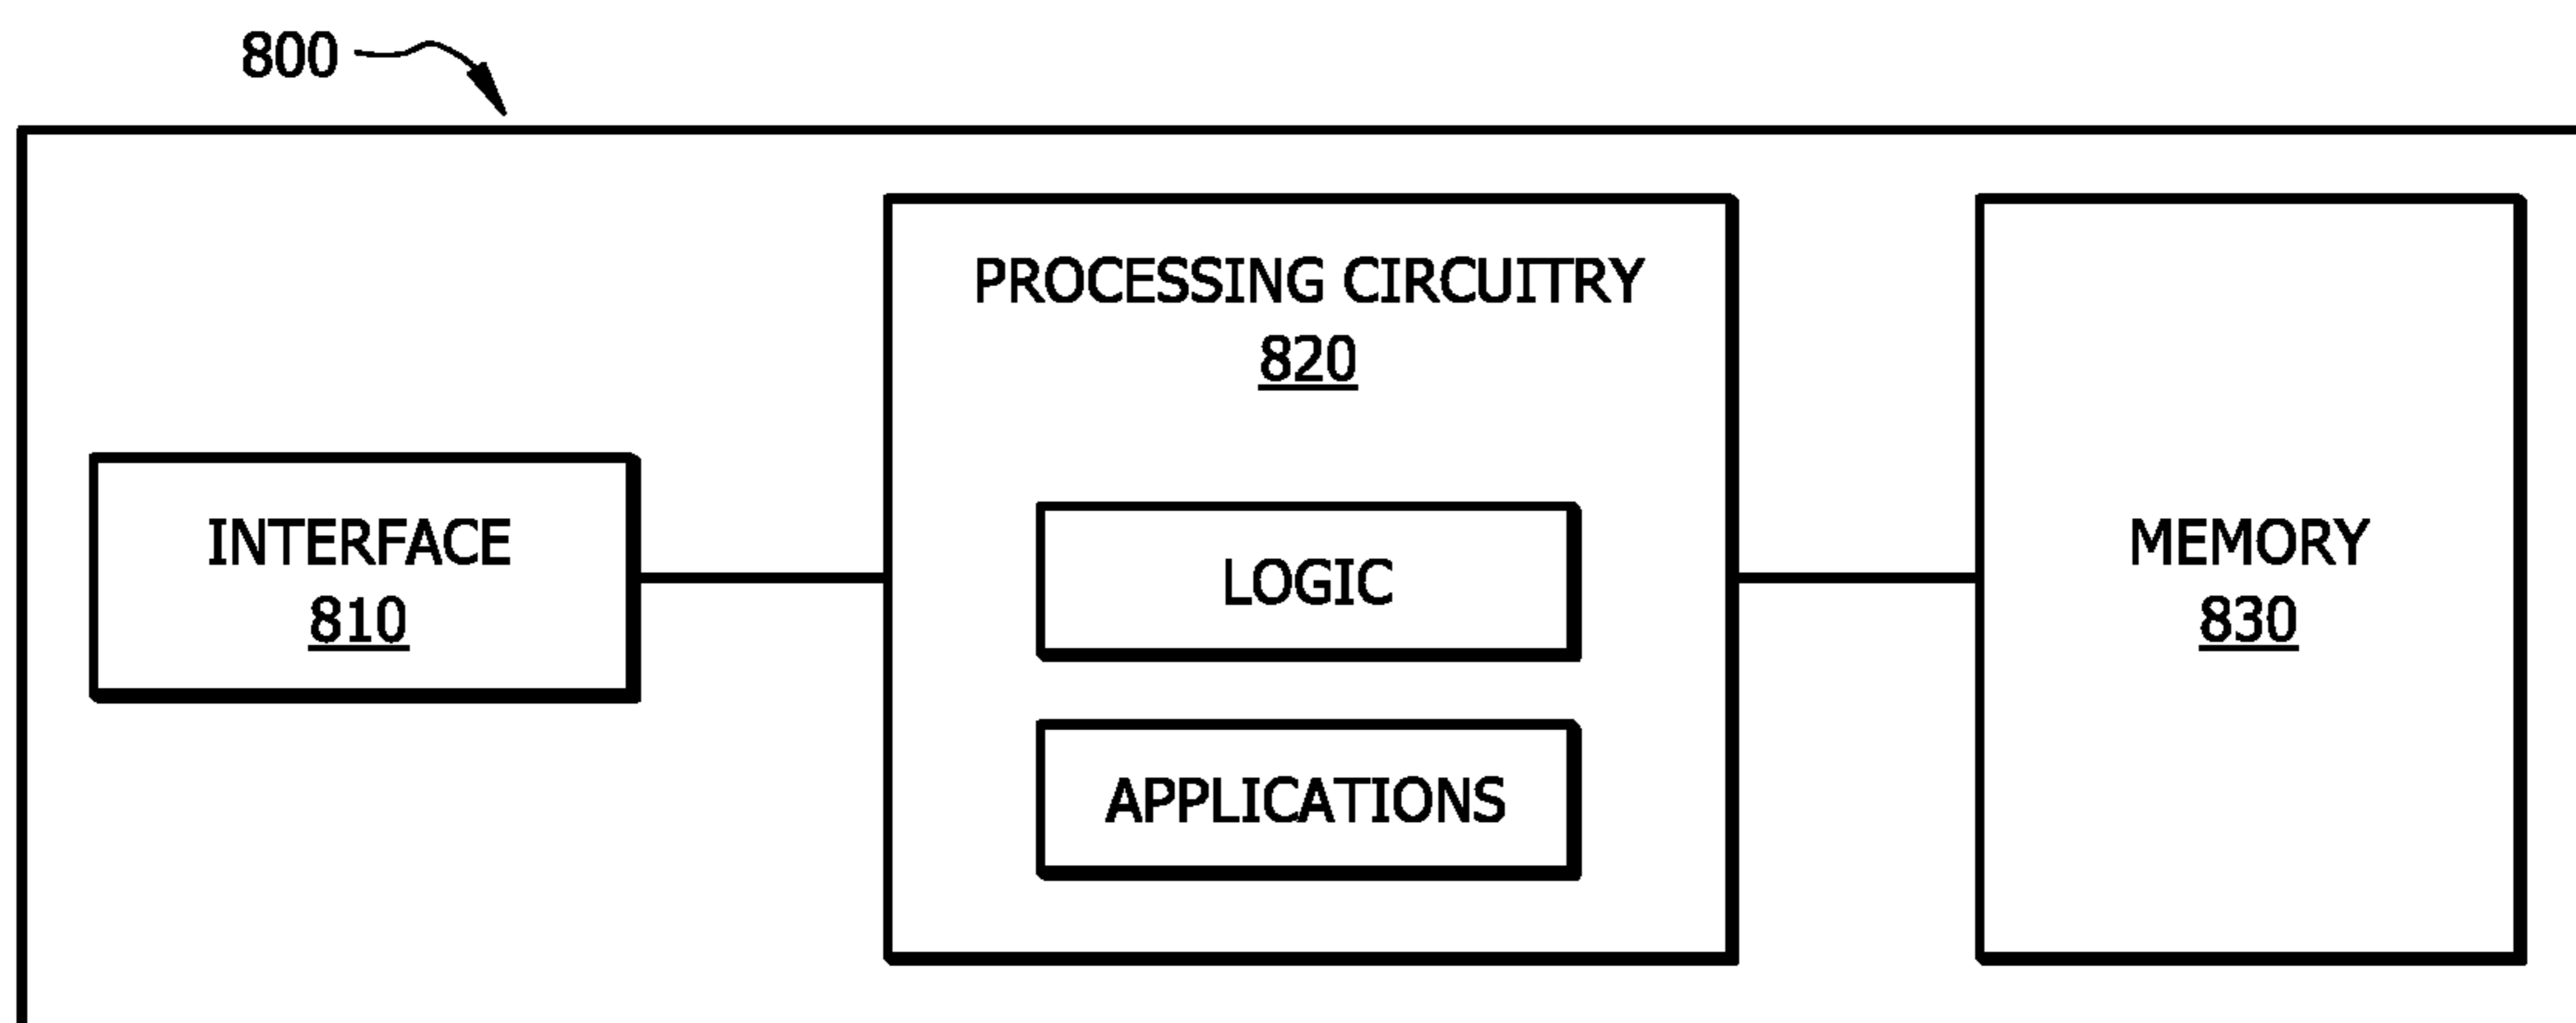 800
PROCESSING CIRCUITRY
820
INTERFACE
810
LOGIC
APPLICATIONS
MEMORY
830